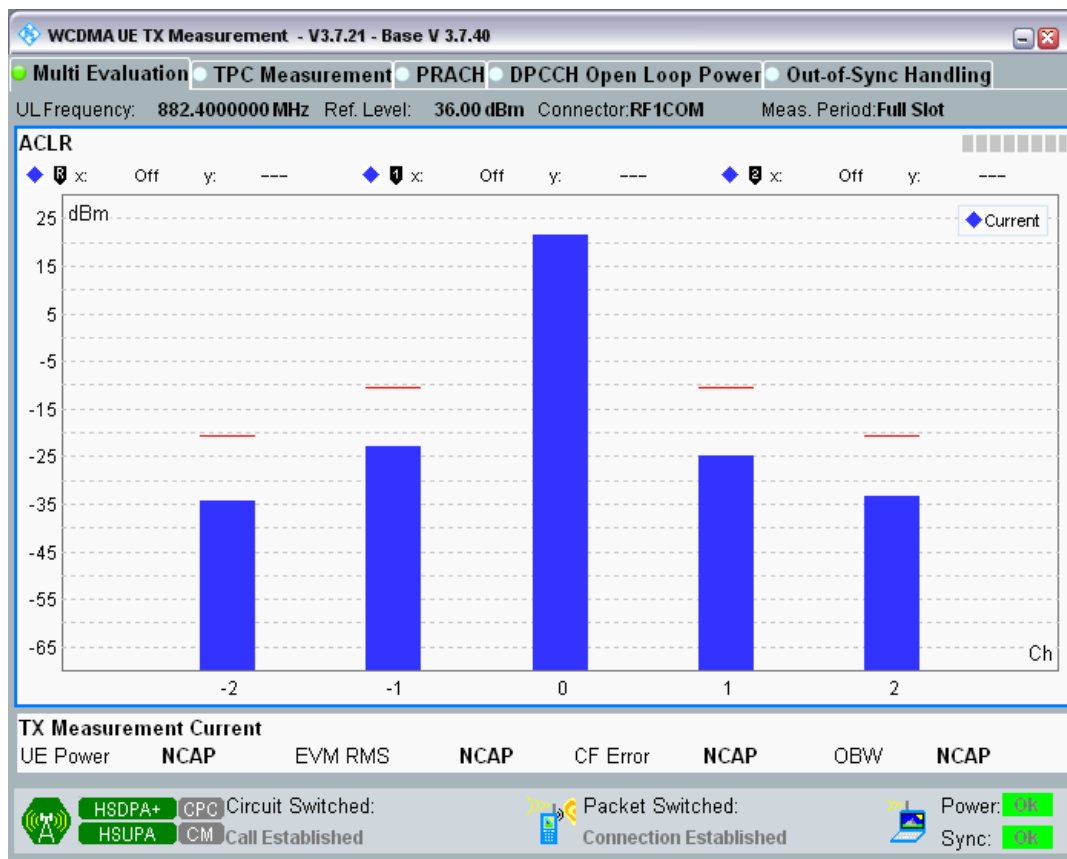 WCDMA UE TX Measurement - V3.7.21 - Base V 3.7.40
Multi Evaluation TPC Measurement PRACH DPCCH Open Loop Power Out-of-Sync Handling
UL Frequency: 882.4000000 MHz Ref. Level: 36.00 dBm Connector:RF1COM Meas. Period:Full Slot
ACLR
R x: Off y: --- 1 x: Off y: --- 2 x: Off y: ---
dBm
Current
25
15
5
-5
-15
-25
-35
-45
-55
-65
Ch
-2 -1 0 1 2
TX Measurement Current
UE Power NCAP EVM RMS NCAP CF Error NCAP OBW NCAP
HSDPA+ CPC Circuit Switched: Packet Switched: Power: Ok
HSUPA CM Call Established Connection Established Sync: Ok